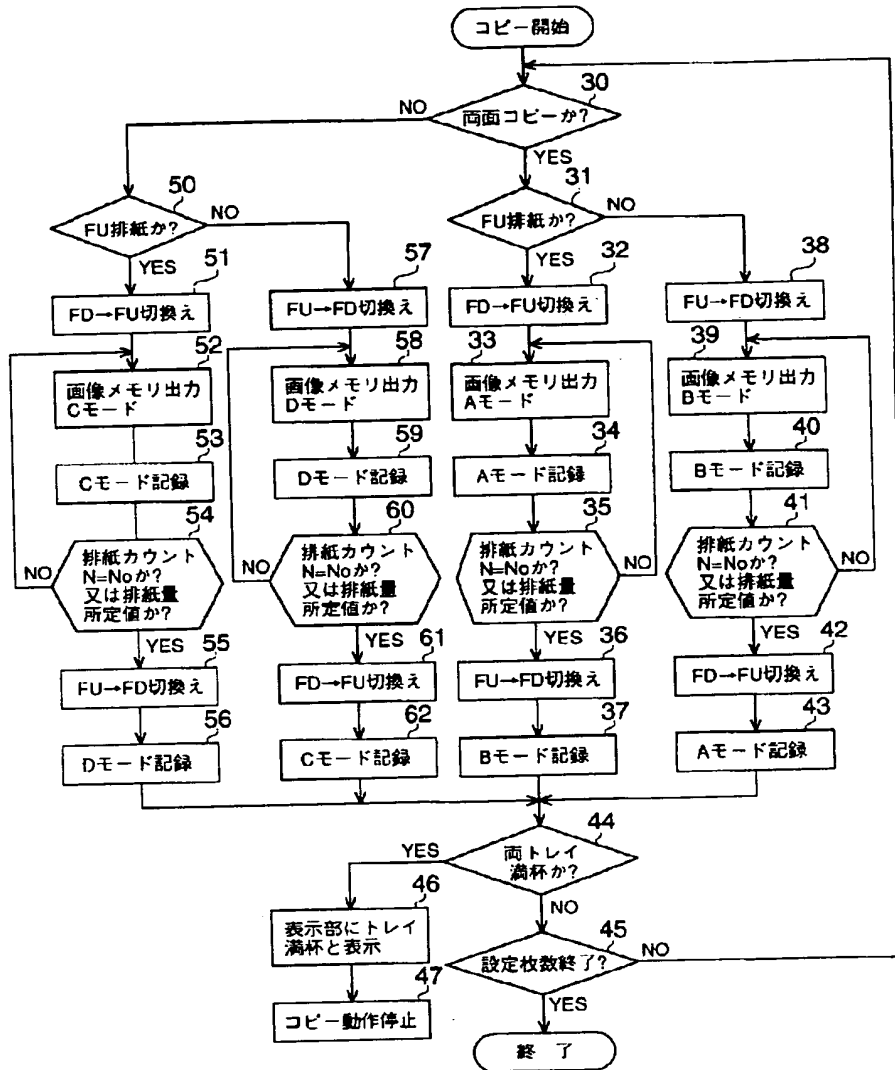 コピー開始
30
両面コピーか?
NO
YES
50
FU排紙か?
NO
YES
31
FU排紙か?
NO
YES
51
FD→FU切換え
57
FU→FD切換え
32
FD→FU切換え
38
FU→FD切換え
52
画像メモリ出力
Cモード
58
画像メモリ出力
Dモード
33
画像メモリ出力
Aモード
39
画像メモリ出力
Bモード
53
Cモード記録
59
Dモード記録
34
Aモード記録
40
Bモード記録
54
排紙カウント
N=Noか?
又は排紙量
所定値か?
NO
YES
60
排紙カウント
N=Noか?
又は排紙量
所定値か?
NO
YES
35
排紙カウント
N=Noか?
又は排紙量
所定値か?
NO
YES
41
排紙カウント
N=Noか?
又は排紙量
所定値か?
NO
YES
55
FU→FD切換え
61
FD→FU切換え
36
FU→FD切換え
42
FD→FU切換え
56
Dモード記録
62
Cモード記録
37
Bモード記録
43
Aモード記録
44
両トレイ
満杯か?
YES
NO
46
表示部にトレイ
満杯と表示
45
設定枚数終了?
NO
YES
47
コピー動作停止
終 了